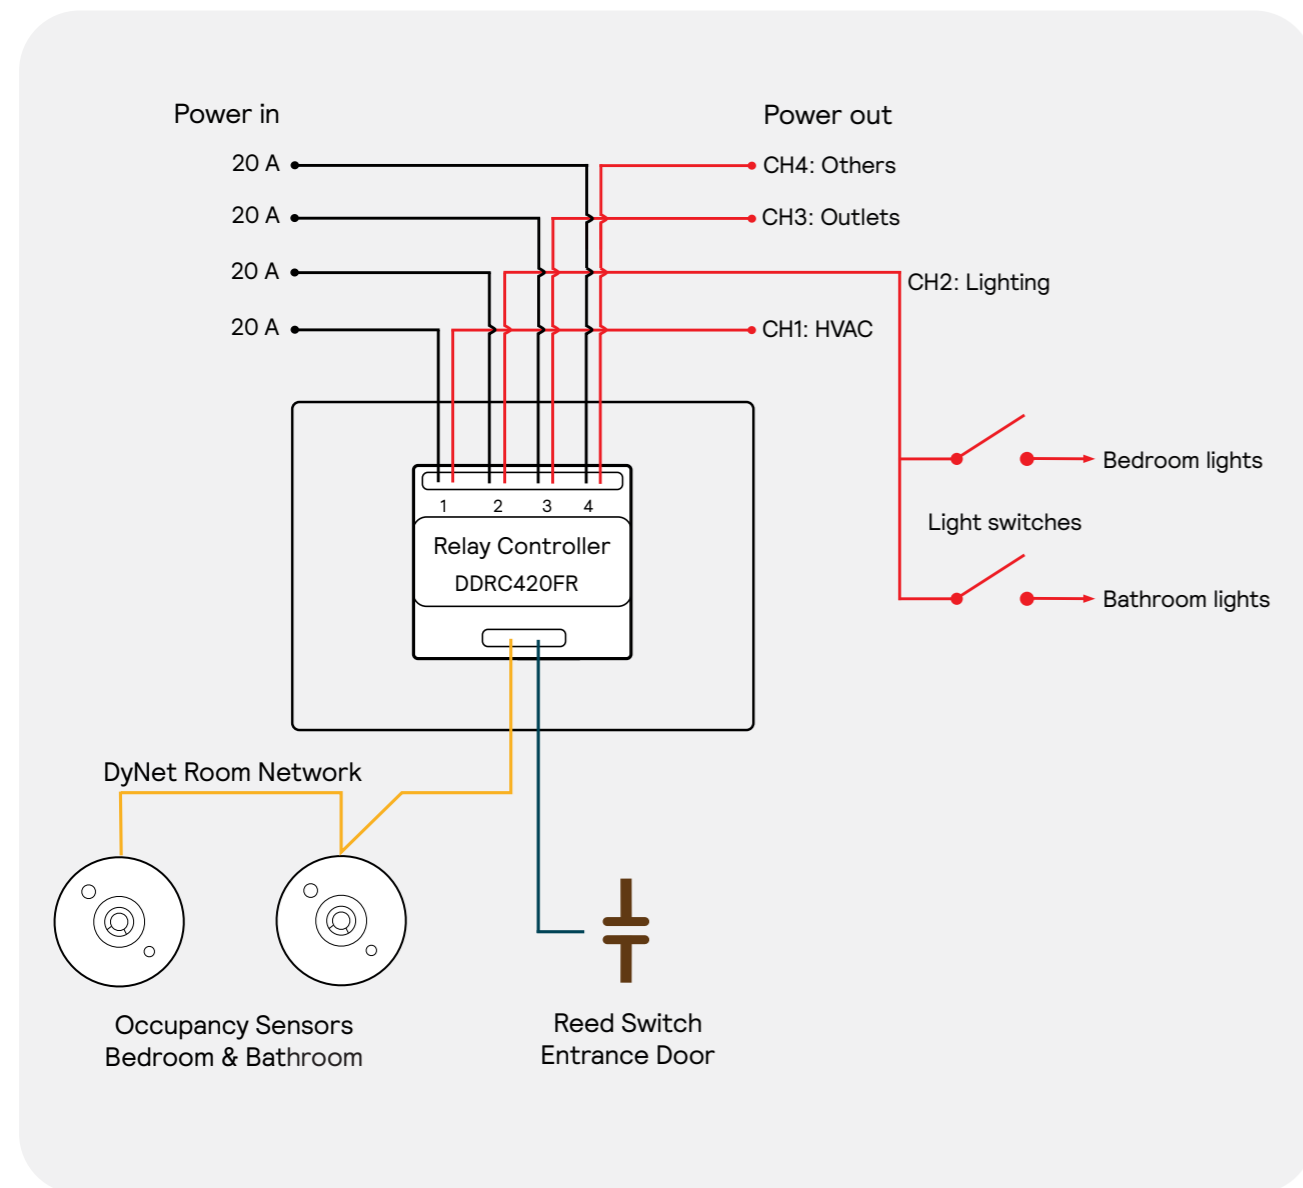 Power in
Power out
20 A
CH4: Others
20 A
CH3: Outlets
20 A
CH2: Lighting
20 A
CH1: HVAC
Bedroom lights
1 2 3 4
Light switches
Relay Controller
DDRC420FR
Bathroom lights
DyNet Room Network
Occupancy Sensors
Bedroom & Bathroom
Reed Switch
Entrance Door